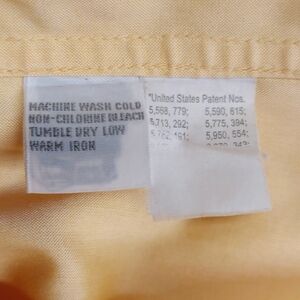 MACHINE WASH COLD
NON-CHLORINE BLEACH
TUMBLE DRY LOW
WARM IRON
*United States Patent Nos.
5,568,779; 5,590,615;
5,713,292; 5,775,394;
5,950,554;